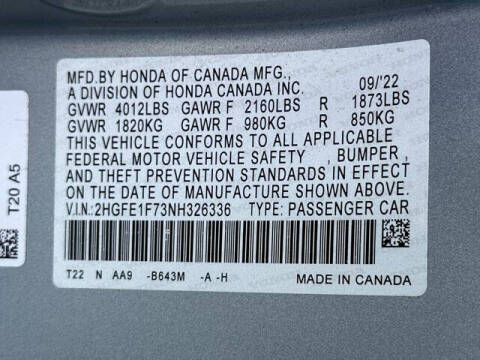 MFD.BY HONDA OF CANADA MFG.,
A DIVISION OF HONDA CANADA INC. 09/'22
GVWR 4012LBS GAWR F 2160LBS R 1873LBS
GVWR 1820KG GAWR F 980KG R 850KG
THIS VEHICLE CONFORMS TO ALL APPLICABLE
FEDERAL MOTOR VEHICLE SAFETY , BUMPER ,
AND THEFT PREVENTION STANDARDS IN EFFECT
ON THE DATE OF MANUFACTURE SHOWN ABOVE.
V.I.N.:2HGFE1F73NH326336 TYPE: PASSENGER CAR
T22 N AA9 -B643M -A -H
MADE IN CANADA
T20 A5